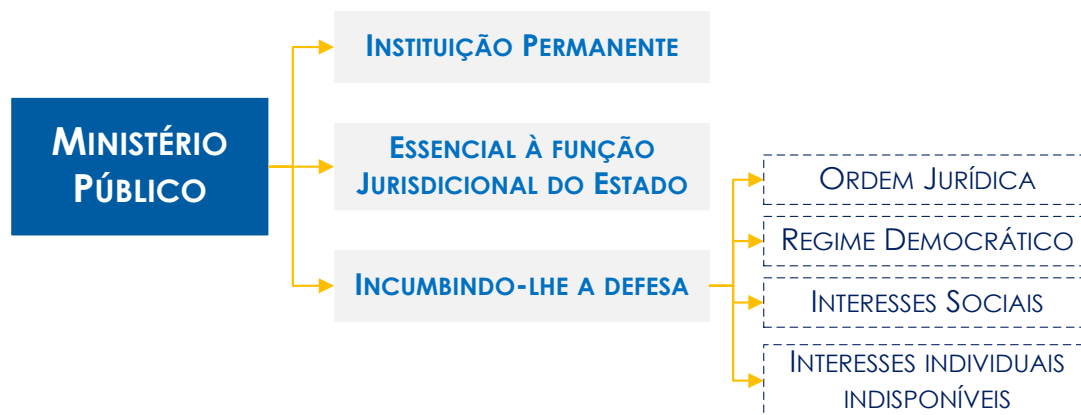 MINISTÉRIO
PÚBLICO
INSTITUIÇÃO PERMANENTE
ESSENCIAL À FUNÇÃO
JURISDICIONAL DO ESTADO
INCUMBINDO-LHE A DEFESA
ORDEM JURÍDICA
REGIME DEMOCRÁTICO
INTERESSES SOCIAIS
INTERESSES INDIVIDUAIS
INDISPONÍVEIS